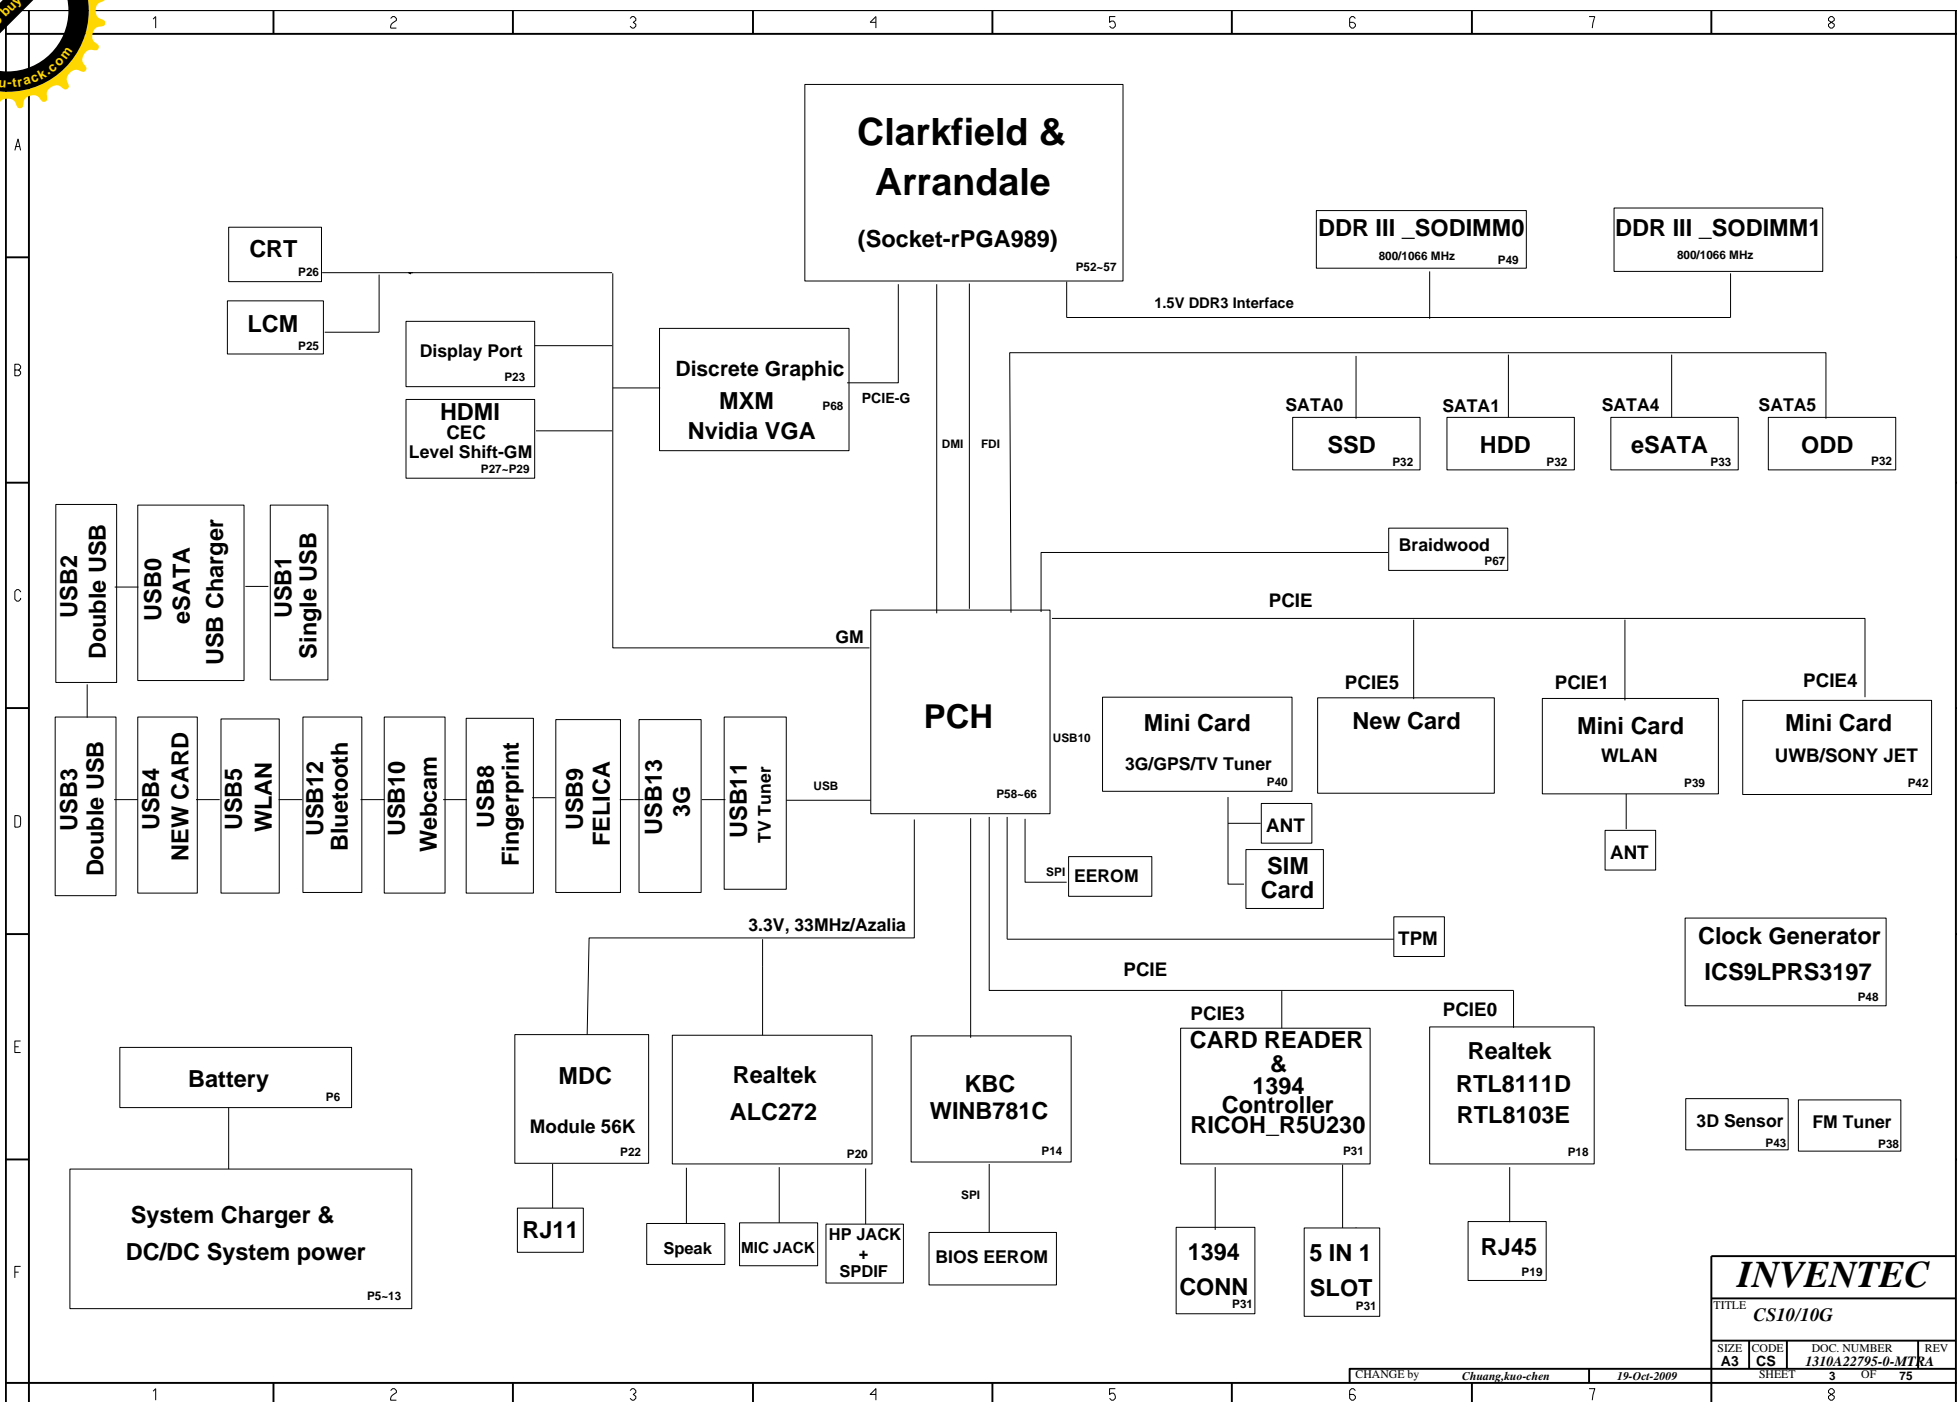 buy
u-track.com
1 2 3 4 5 6 7 8
A
B
C
D
E
F
Clarkfield &
Arrandale
(Socket-rPGA989)
P52~57
DDR III _SODIMM0
800/1066 MHz P49
DDR III _SODIMM1
800/1066 MHz
1.5V DDR3 Interface
CRT
P26
LCM
P25
Display Port
P23
HDMI
CEC
Level Shift-GM
P27~P29
Discrete Graphic
MXM P68
Nvidia VGA
PCIE-G
DMI
FDI
SATA0
SSD
P32
SATA1
HDD
P32
SATA4
eSATA
P33
SATA5
ODD
P32
Braidwood
P67
USB2
Double USB
USB0
eSATA
USB Charger
USB1
Single USB
GM
PCH
P58~66
PCIE
PCIE5
New Card
PCIE1
Mini Card
WLAN
P39
ANT
PCIE4
Mini Card
UWB/SONY JET
P42
USB10
Mini Card
3G/GPS/TV Tuner
P40
ANT
SIM
Card
USB3
Double USB
USB4
NEW CARD
USB5
WLAN
USB12
Bluetooth
USB10
Webcam
USB8
Fingerprint
USB9
FELICA
USB13
3G
USB11
TV Tuner
USB
SPI
EEROM
3.3V, 33MHz/Azalia
TPM
PCIE
Clock Generator
ICS9LPRS3197
P48
Battery
P6
System Charger &
DC/DC System power
P5~13
MDC
Module 56K
P22
RJ11
Realtek
ALC272
P20
Speak
MIC JACK
HP JACK
+
SPDIF
KBC
WINB781C
P14
SPI
BIOS EEROM
PCIE3
CARD READER
&
1394
Controller
RICOH_R5U230
P31
1394
CONN
P31
5 IN 1
SLOT
P31
PCIE0
Realtek
RTL8111D
RTL8103E
P18
RJ45
P19
3D Sensor
P43
FM Tuner
P38
INVENTEC
TITLE CS10/10G
SIZE CODE DOC. NUMBER REV
A3 CS 1310A22795-0-MTRA
CHANGE by Chuang,kuo-chen 19-Oct-2009 SHEET 3 OF 75
1 2 3 4 5 6 7 8